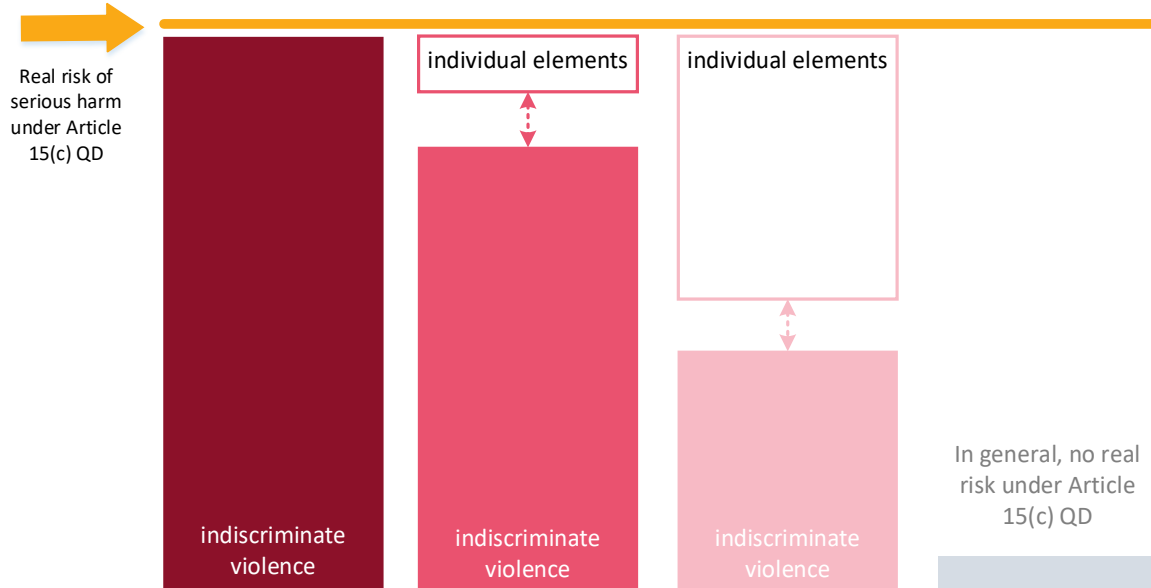 Real risk of
serious harm
under Article
15(c) QD
individual elements
individual elements
indiscriminate
violence
indiscriminate
violence
indiscriminate
violence
In general, no real
risk under Article
15(c) QD